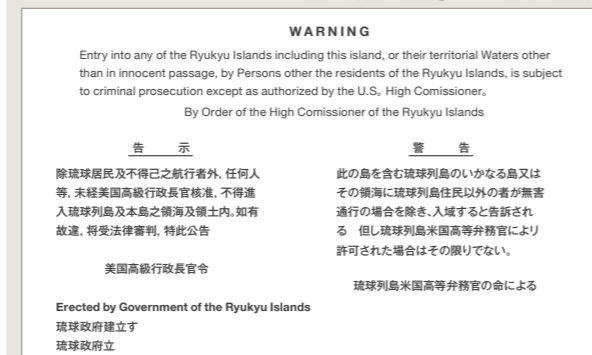 WARNING
Entry into any of the Ryukyu Islands including this island, or their territorial Waters other
than in innocent passage, by Persons other the residents of the Ryukyu Islands, is subject
to criminal prosecution except as authorized by the U.S。High Comissioner。
By Order of the High Comissioner of the Ryukyu Islands
告 示
除琉球居民及不得己之航行者外, 任何人
等, 未経美国高級行政長官核准, 不得進
入琉球列島及本島之領海及領土内。如有
故違, 将受法律審判, 特此公告
美国高級行政長官令
警 告
此の島を含む琉球列島のいかなる島又は
その領海に琉球列島住民以外の者が無害
通行の場合を除き、入域すると告訴され
る 但し琉球列島米国高等弁務官により
許可された場合はその限りでない。
琉球列島米国高等弁務官の命による
Erected by Government of the Ryukyu Islands
琉球政府建立す
琉球政府立